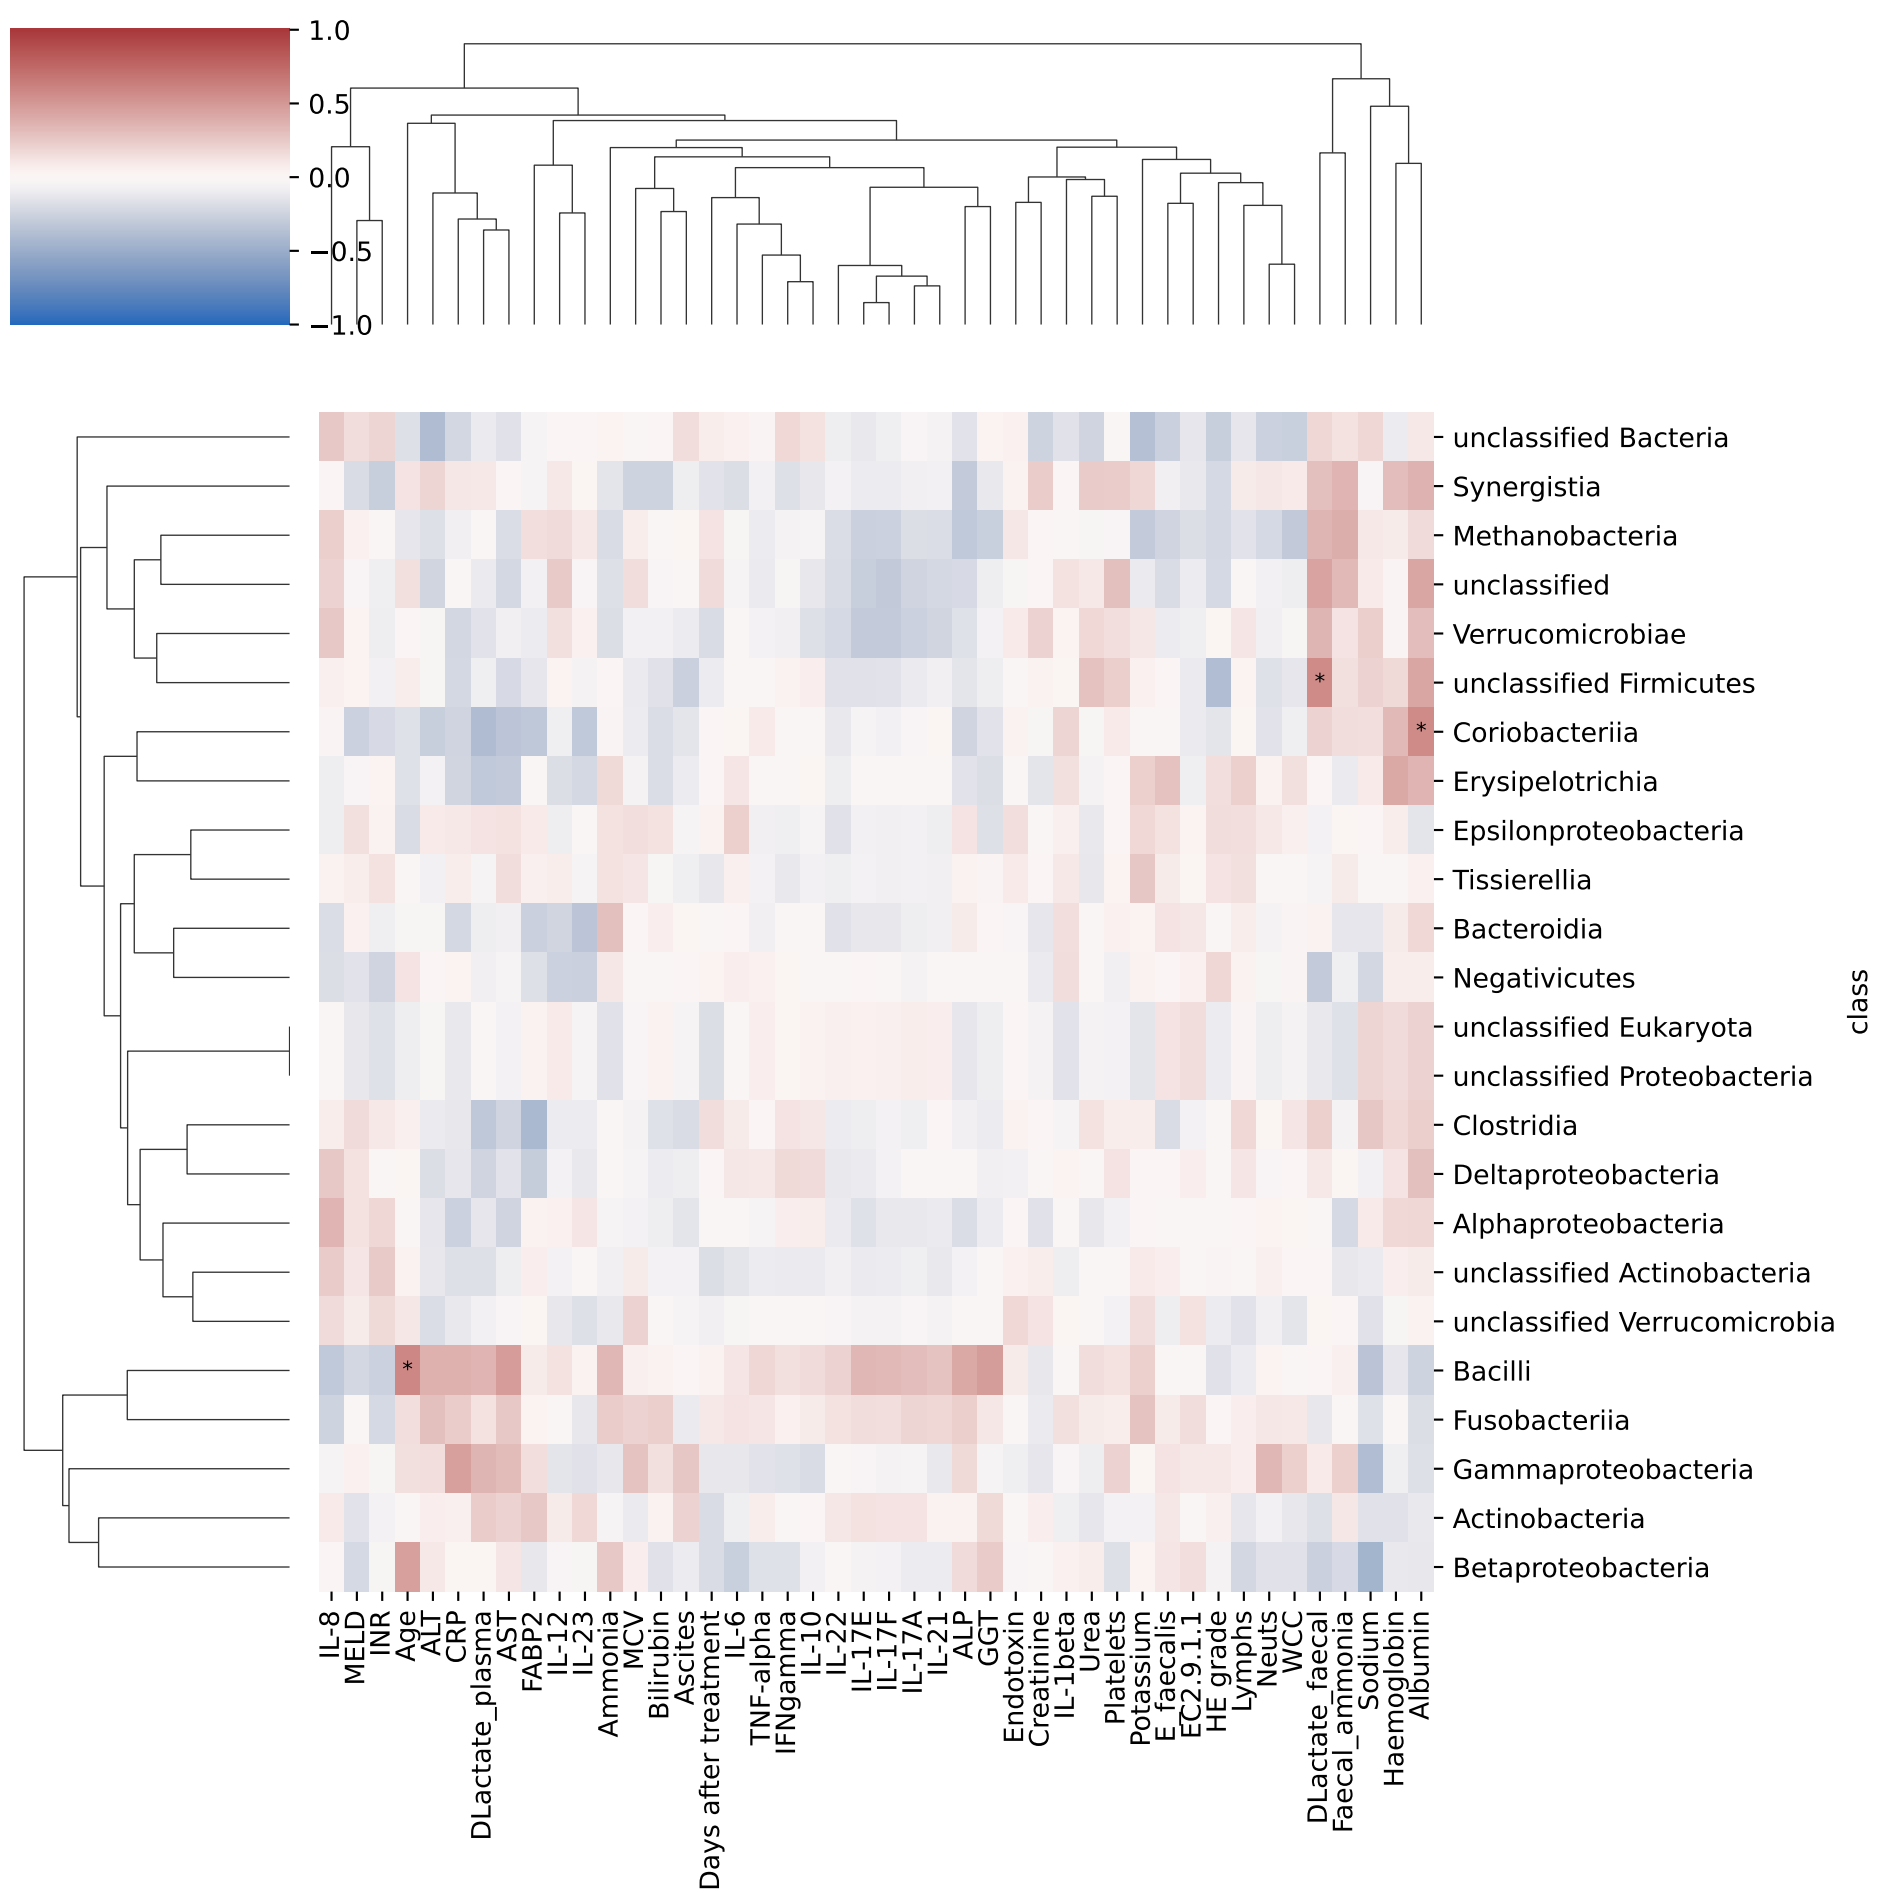 1.0
0.5
0.0
−0.5
−1.0
*
*
*
unclassified Bacteria
Synergistia
Methanobacteria
unclassified
Verrucomicrobiae
unclassified Firmicutes
Coriobacteriia
Erysipelotrichia
Epsilonproteobacteria
Tissierellia
Bacteroidia
Negativicutes
unclassified Eukaryota
unclassified Proteobacteria
Clostridia
Deltaproteobacteria
Alphaproteobacteria
unclassified Actinobacteria
unclassified Verrucomicrobia
Bacilli
Fusobacteriia
Gammaproteobacteria
Actinobacteria
Betaproteobacteria
class
IL-8
MELD
INR
Age
ALT
CRP
DLactate_plasma
AST
FABP2
IL-12
IL-23
Ammonia
MCV
Bilirubin
Ascites
Days after treatment
IL-6
TNF-alpha
IFNgamma
IL-10
IL-22
IL-17E
IL-17F
IL-17A
IL-21
ALP
GGT
Endotoxin
Creatinine
IL-1beta
Urea
Platelets
Potassium
E_faecalis
EC2.9.1.1
HE grade
Lymphs
Neuts
WCC
DLactate_faecal
Faecal_ammonia
Sodium
Haemoglobin
Albumin